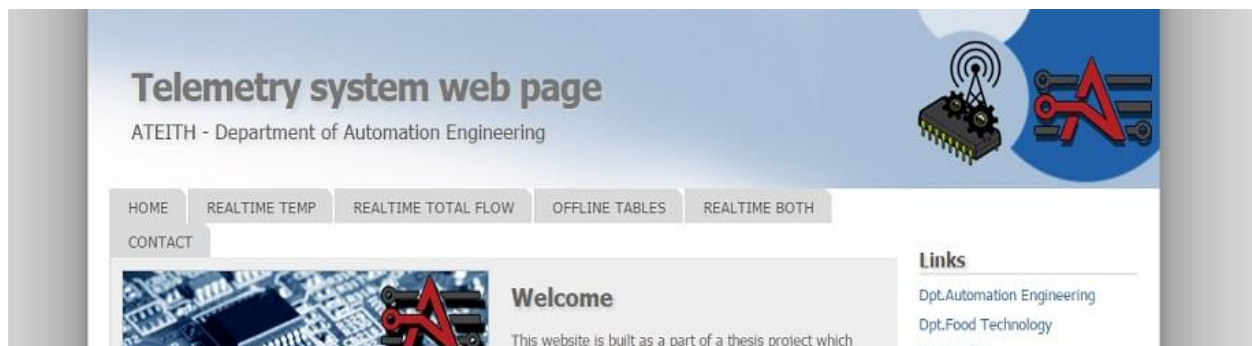 Telemetry system web page
ATEITH - Department of Automation Engineering
HOME REALTIME TEMP REALTIME TOTAL FLOW OFFLINE TABLES REALTIME BOTH
CONTACT
Welcome
This website is built as a part of a thesis project which
Links
Dpt.Automation Engineering
Dpt.Food Technology